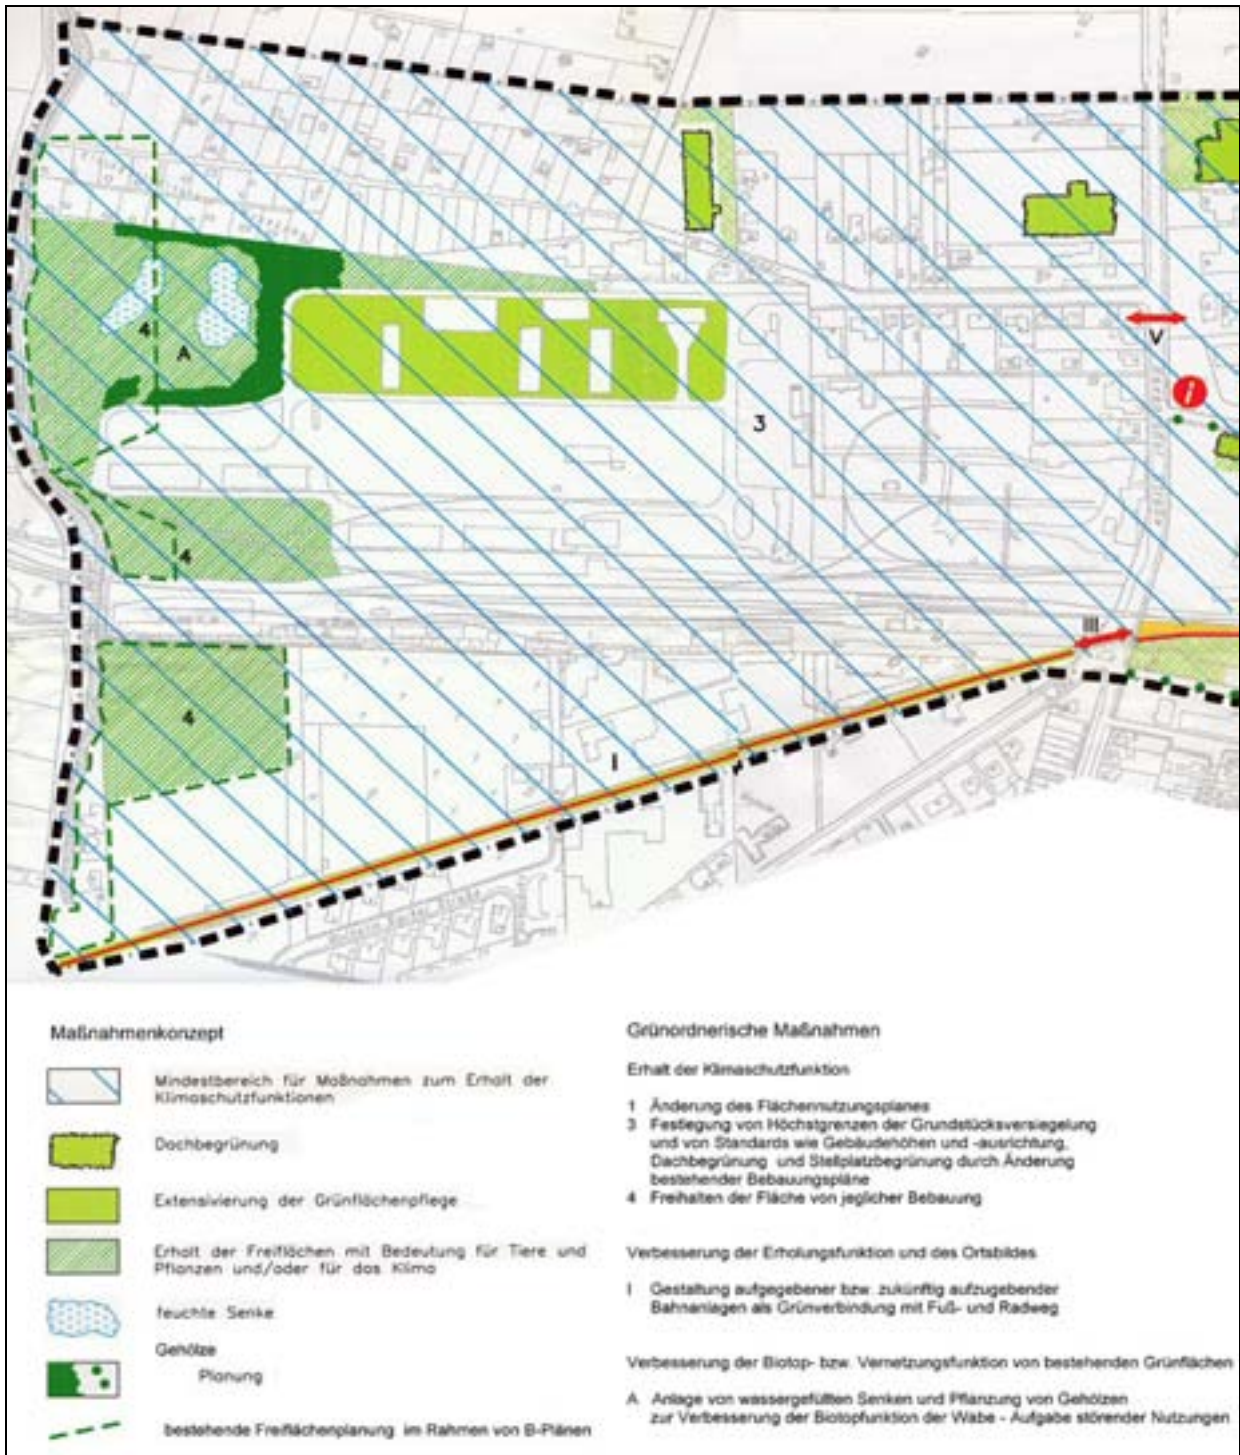 4
A
3
V
i
4
III
4
I
Maßnahmenkonzept
Mindestbereich für Maßnahmen zum Erhalt der
Klimaschutzfunktionen
Dachbegrünung
Extensivierung der Grünflächenpflege
Erhalt der Freiflächen mit Bedeutung für Tiere und
Pflanzen und/oder für das Klima
feuchte Senke
Gehölze
Planung
bestehende Freiflächenplanung im Rahmen von B-Plänen
Grünordnerische Maßnahmen
Erhalt der Klimaschutzfunktion
1 Änderung des Flächennutzungsplanes
3 Festlegung von Höchstgrenzen der Grundstücksversiegelung
und von Standards wie Gebäudehöhen und -ausrichtung,
Dachbegrünung und Stellplatzbegrünung durch Änderung
bestehender Bebauungspläne
4 Freihalten der Fläche von jeglicher Bebauung
Verbesserung der Erholungsfunktion und des Ortsbildes
I Gestaltung aufgegebener bzw. zukünftig aufzugebender
Bahnanlagen als Grünverbindung mit Fuß- und Radweg
Verbesserung der Biotop- bzw. Vernetzungsfunktion von bestehenden Grünflächen
A Anlage von wassergefüllten Senken und Pflanzung von Gehölzen
zur Verbesserung der Biotopfunktion der Wabe - Aufgabe störender Nutzungen